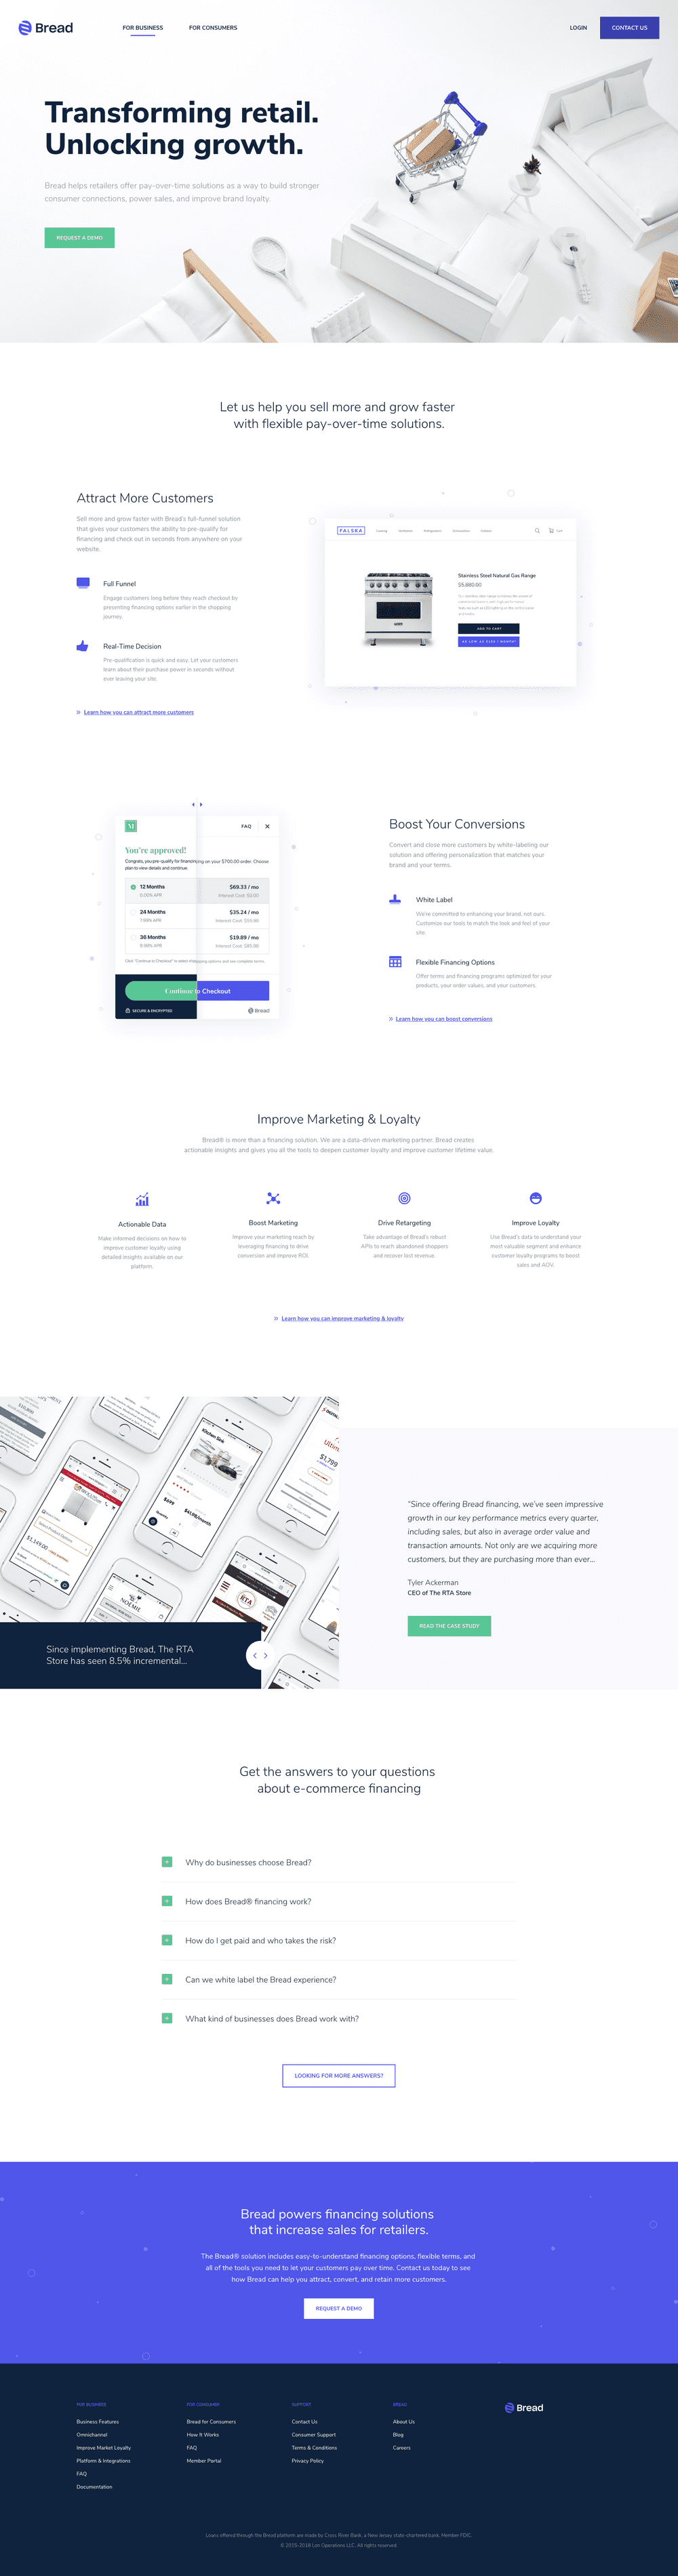 Bread
FOR BUSINESS
FOR CONSUMERS
LOGIN
CONTACT US
Transforming retail.
Unlocking growth.
Bread helps retailers offer pay-over-time solutions as a way to build stronger
consumer connections, power sales, and improve brand loyalty.
REQUEST A DEMO
Let us help you sell more and grow faster
with flexible pay-over-time solutions.
Attract More Customers
Sell more and grow faster with Bread's full-funnel solution
that gives your customers the ability to pre-qualify for
financing and check out in seconds from anywhere on your
website.
Full Funnel
Engage customers long before they reach checkout by
presenting financing options earlier in the shopping
journey.
Real-Time Decision
Pre-qualification is quick and easy. Let your customers
learn about their purchase power in seconds without
ever leaving your site.
Learn how you can attract more customers
FALSKA
Stainless Steel Natural Gas Range
$5,880.00
ADD TO CART
M
FAQ
You're approved!
Congrats, you pre-qualify for financing on your $700.00 order. Choose
plan to view details and continue.
12 Months
$69.33 / mo
0.00% APR
Interest Cost: $0.00
24 Months
$35.24 / mo
36 Months
$19.89 / mo
Continue to Checkout
SECURE & ENCRYPTED
Bread
Boost Your Conversions
Convert and close more customers by white-labeling our
solution and offering personalization that matches your
brand and your terms.
White Label
We're committed to enhancing your brand, not ours.
Customize our tools to match the look and feel of your
site.
Flexible Financing Options
Offer terms and financing programs optimized for your
products, your order values, and your customers.
Learn how you can boost conversions
Improve Marketing & Loyalty
Bread® is more than a financing solution. We are a data-driven marketing partner. Bread creates
actionable insights and gives you all the tools to deepen customer loyalty and improve customer lifetime value.
Actionable Data
Make informed decisions on how to
improve customer loyalty using
detailed insights available on our
platform.
Boost Marketing
Improve your marketing reach by
leveraging financing to drive
conversion and improve ROI.
Drive Retargeting
Take advantage of Bread's robust
APIs to reach abandoned shoppers
and recover lost revenue.
Improve Loyalty
Use Bread's data to understand your
most valuable segment and enhance
customer loyalty programs to boost
sales and AOV.
Learn how you can improve marketing & loyalty
Kitchen Sink
$699
$1,799
$1,149.00
NOEMIE
RTA
Since implementing Bread, The RTA
Store has seen 8.5% incremental...
“Since offering Bread financing, we've seen impressive
growth in our key performance metrics every quarter,
including sales, but also in average order value and
transaction amounts. Not only are we acquiring more
customers, but they are purchasing more than ever...
Tyler Ackerman
CEO of The RTA Store
READ THE CASE STUDY
Get the answers to your questions
about e-commerce financing
Why do businesses choose Bread?
How does Bread® financing work?
How do I get paid and who takes the risk?
Can we white label the Bread experience?
What kind of businesses does Bread work with?
LOOKING FOR MORE ANSWERS?
Bread powers financing solutions
that increase sales for retailers.
The Bread® solution includes easy-to-understand financing options, flexible terms, and
all of the tools you need to let your customers pay over time. Contact us today to see
how Bread can help you attract, convert, and retain more customers.
REQUEST A DEMO
FOR BUSINESS
Business Features
Omnichannel
Improve Market Loyalty
Platform & Integrations
FAQ
Documentation
FOR CONSUMER
Bread for Consumers
How It Works
FAQ
Member Portal
SUPPORT
Contact Us
Consumer Support
Terms & Conditions
Privacy Policy
BREAD
About Us
Blog
Careers
Bread
Loans offered through the Bread platform are made by Cross River Bank, a New Jersey state-chartered bank, Member FDIC.
© 2015-2018 Lon Operations LLC. All rights reserved.